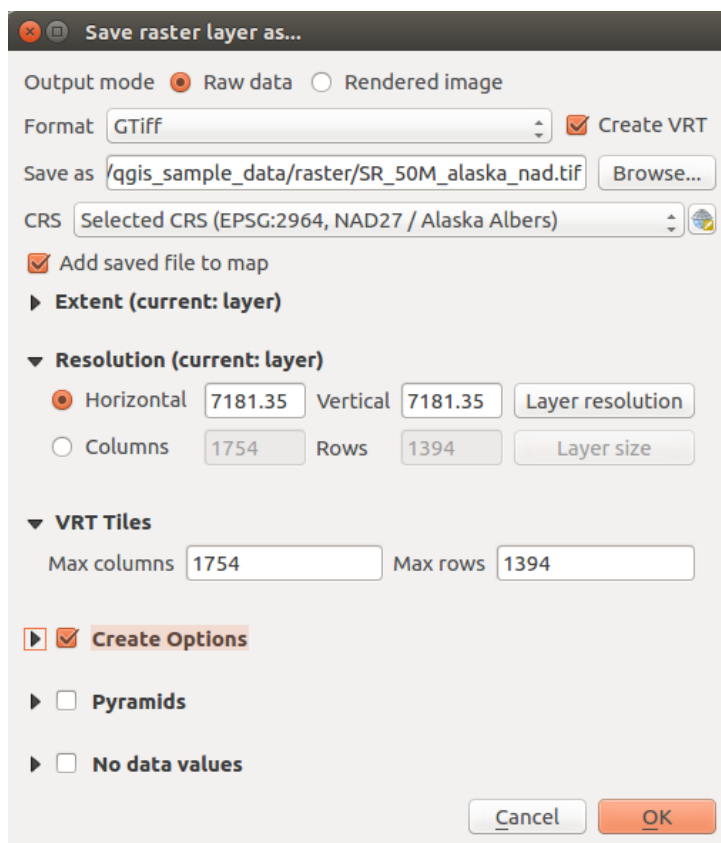 Save raster layer as...
Output mode Raw data Rendered image
Format GTiff Create VRT
Save as /qgis_sample_data/raster/SR_50M_alaska_nad.tif Browse...
CRS Selected CRS (EPSG:2964, NAD27 / Alaska Albers)
Add saved file to map
Extent (current: layer)
Resolution (current: layer)
Horizontal 7181.35 Vertical 7181.35 Layer resolution
Columns 1754 Rows 1394 Layer size
VRT Tiles
Max columns 1754 Max rows 1394
Create Options
Pyramids
No data values
Cancel OK